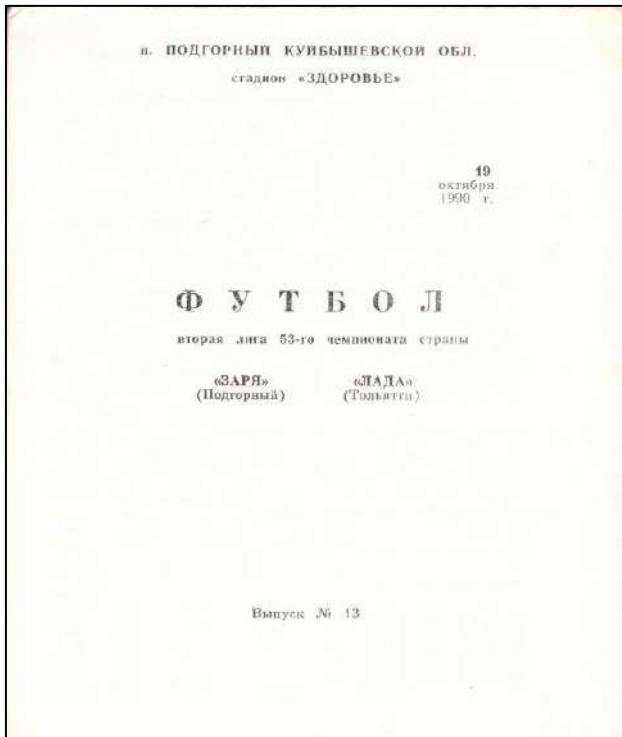 п. ПОДГОРНЫЙ КУЙБЫШЕВСКОЙ ОБЛ.
стадион «ЗДОРОВЬЕ»
19
октября
1990 г.
ФУТБОЛ
вторая лига 53-го чемпионата страны
«ЗАРЯ» «ЛАДА»
(Подгорный) (Тольятти)
Выпуск № 13